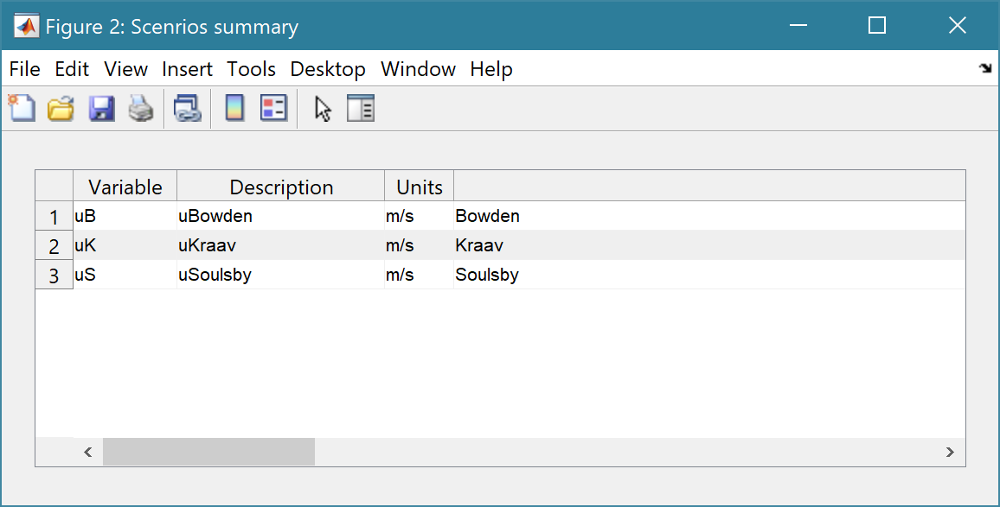 Figure 2: Scenrios summary
File Edit View Insert Tools Desktop Window Help
Variable Description Units
1 uB uBowden m/s Bowden
2 uK uKraav m/s Kraav
3 uS uSoulsby m/s Soulsby